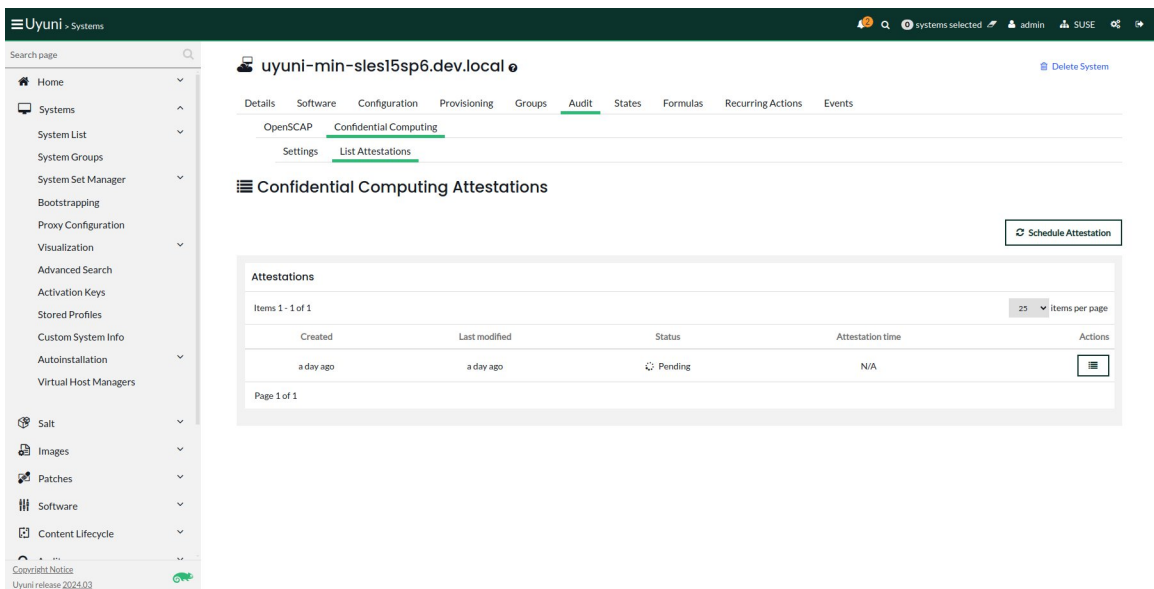 Uyuni > Systems
2
0 systems selected
admin
SUSE
Search page
Home
Systems
System List
System Groups
System Set Manager
Bootstrapping
Proxy Configuration
Visualization
Advanced Search
Activation Keys
Stored Profiles
Custom System Info
Autoinstallation
Virtual Host Managers
Salt
Images
Patches
Software
Content Lifecycle
Copyright Notice
Uyuni release 2024.03
uyuni-min-sles15sp6.dev.local
Delete System
Details Software Configuration Provisioning Groups Audit States Formulas Recurring Actions Events
OpenSCAP Confidential Computing
Settings List Attestations
Confidential Computing Attestations
Schedule Attestation
Attestations
Items 1 - 1 of 1
25 items per page
Created Last modified Status Attestation time Actions
a day ago a day ago Pending N/A
Page 1 of 1